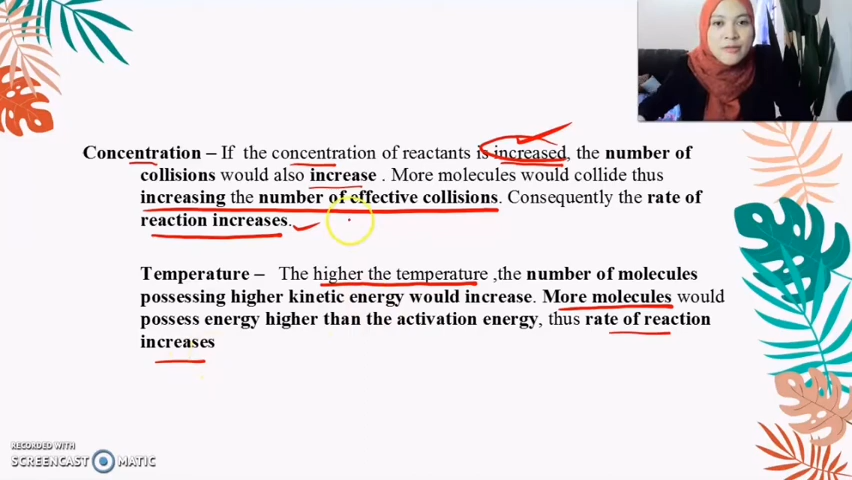 Concentration – If the concentration of reactants is increased, the number of
collisions would also increase . More molecules would collide thus
increasing the number of effective collisions. Consequently the rate of
reaction increases.
Temperature – The higher the temperature ,the number of molecules
possessing higher kinetic energy would increase. More molecules would
possess energy higher than the activation energy, thus rate of reaction
increases
RECORDED WITH
SCREENCAST MATIC